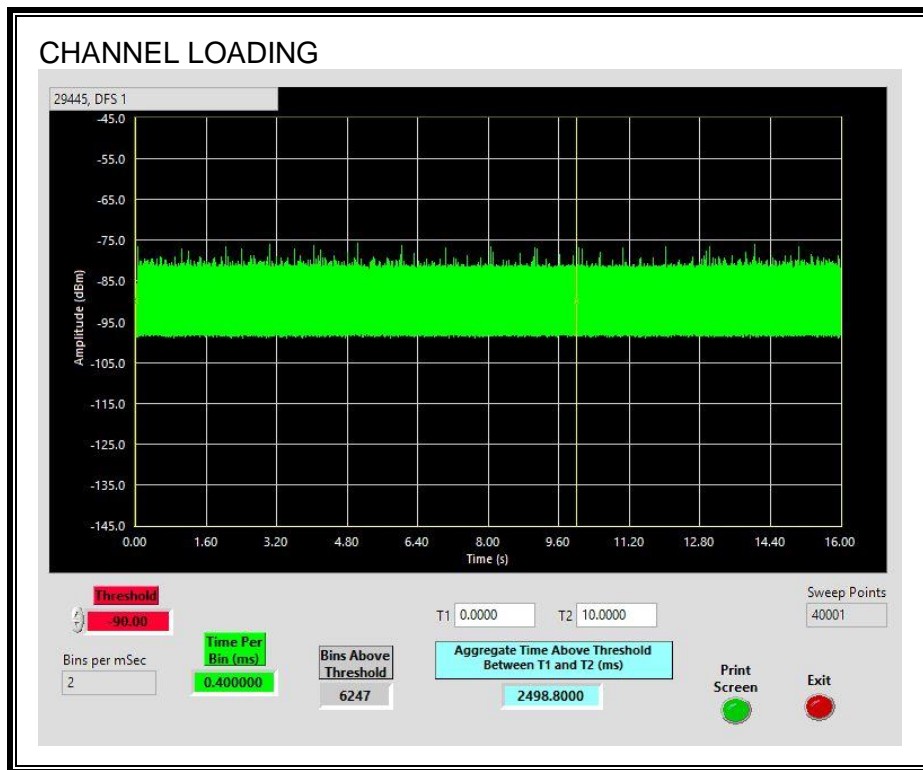 CHANNEL LOADING
29445, DFS 1
-45.0
-55.0
-65.0
-75.0
-85.0
-95.0
-105.0
-115.0
-125.0
-135.0
-145.0
Amplitude (dBm)
0.00 1.60 3.20 4.80 6.40 8.00 9.60 11.20 12.80 14.40 16.00
Time (s)
Threshold
-90.00
Bins per mSec
2
Time Per
Bin (ms)
0.400000
Bins Above
Threshold
6247
T1 0.0000 T2 10.0000
Aggregate Time Above Threshold
Between T1 and T2 (ms)
2498.8000
Sweep Points
40001
Print
Screen
Exit